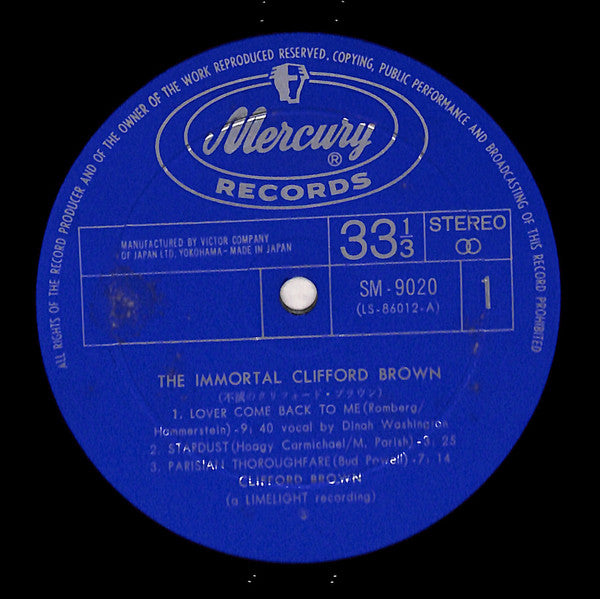 ALL RIGHTS OF THE RECORD PRODUCER AND OF THE OWNER OF THE WORK REPRODUCED RESERVED. COPYING, PUBLIC PERFORMANCE AND BROADCASTING OF THIS RECORD PROHIBITED
Mercury ®
RECORDS
MANUFACTURED BY VICTOR COMPANY
OF JAPAN LTD. YOKOHAMA-MADE IN JAPAN
33 1/3
STEREO
SM-9020
(LS-86012-A)
1
THE IMMORTAL CLIFFORD BROWN
(不滅のクリフォード・ブラウン)
1. LOVER COME BACK TO ME (Romberg/
Hammerstein)-9:40 vocal by Dinah Washington
2. STARDUST (Hoagy Carmichael/M. Parish)-3:25
3. PARISIAN THOROUGHFARE (Bud Powell)-7:14
CLIFFORD BROWN
(a LIMELIGHT recording)